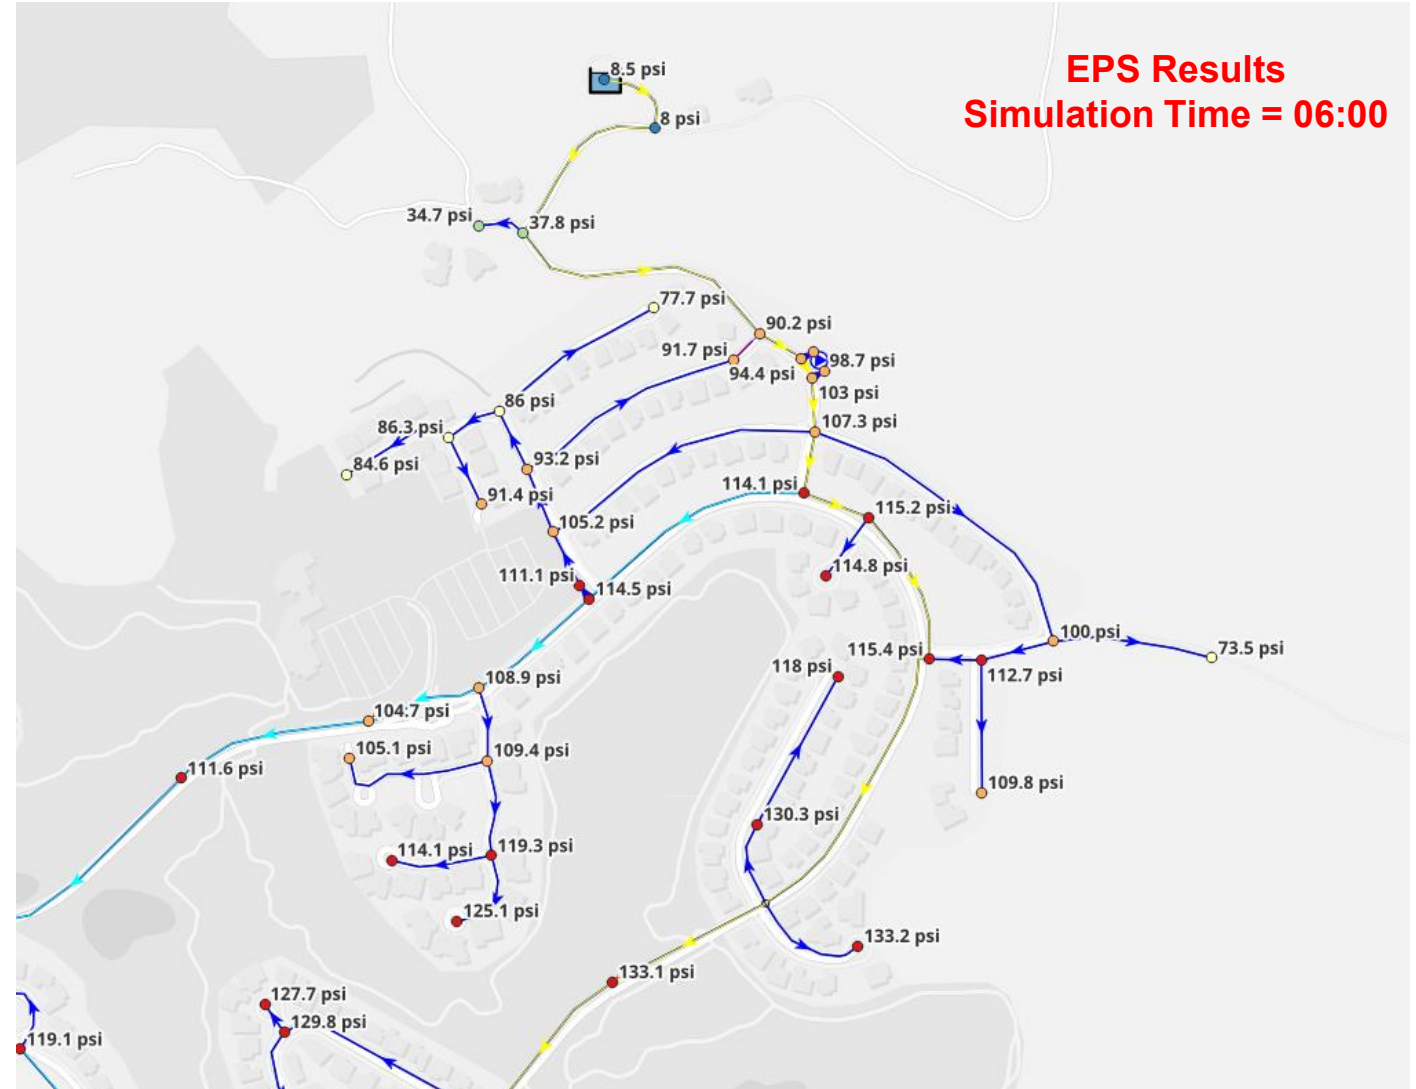 EPS Results
Simulation Time = 06:00
8.5 psi
8 psi
34.7 psi
37.8 psi
77.7 psi
90.2 psi
91.7 psi
98.7 psi
94.4 psi
103 psi
86 psi
107.3 psi
86.3 psi
84.6 psi
93.2 psi
91.4 psi
114.1 psi
115.2 psi
105.2 psi
114.8 psi
111.1 psi
114.5 psi
100 psi
73.5 psi
115.4 psi
118 psi
112.7 psi
108.9 psi
104.7 psi
105.1 psi
109.4 psi
111.6 psi
109.8 psi
130.3 psi
114.1 psi
119.3 psi
125.1 psi
133.2 psi
133.1 psi
127.7 psi
129.8 psi
119.1 psi